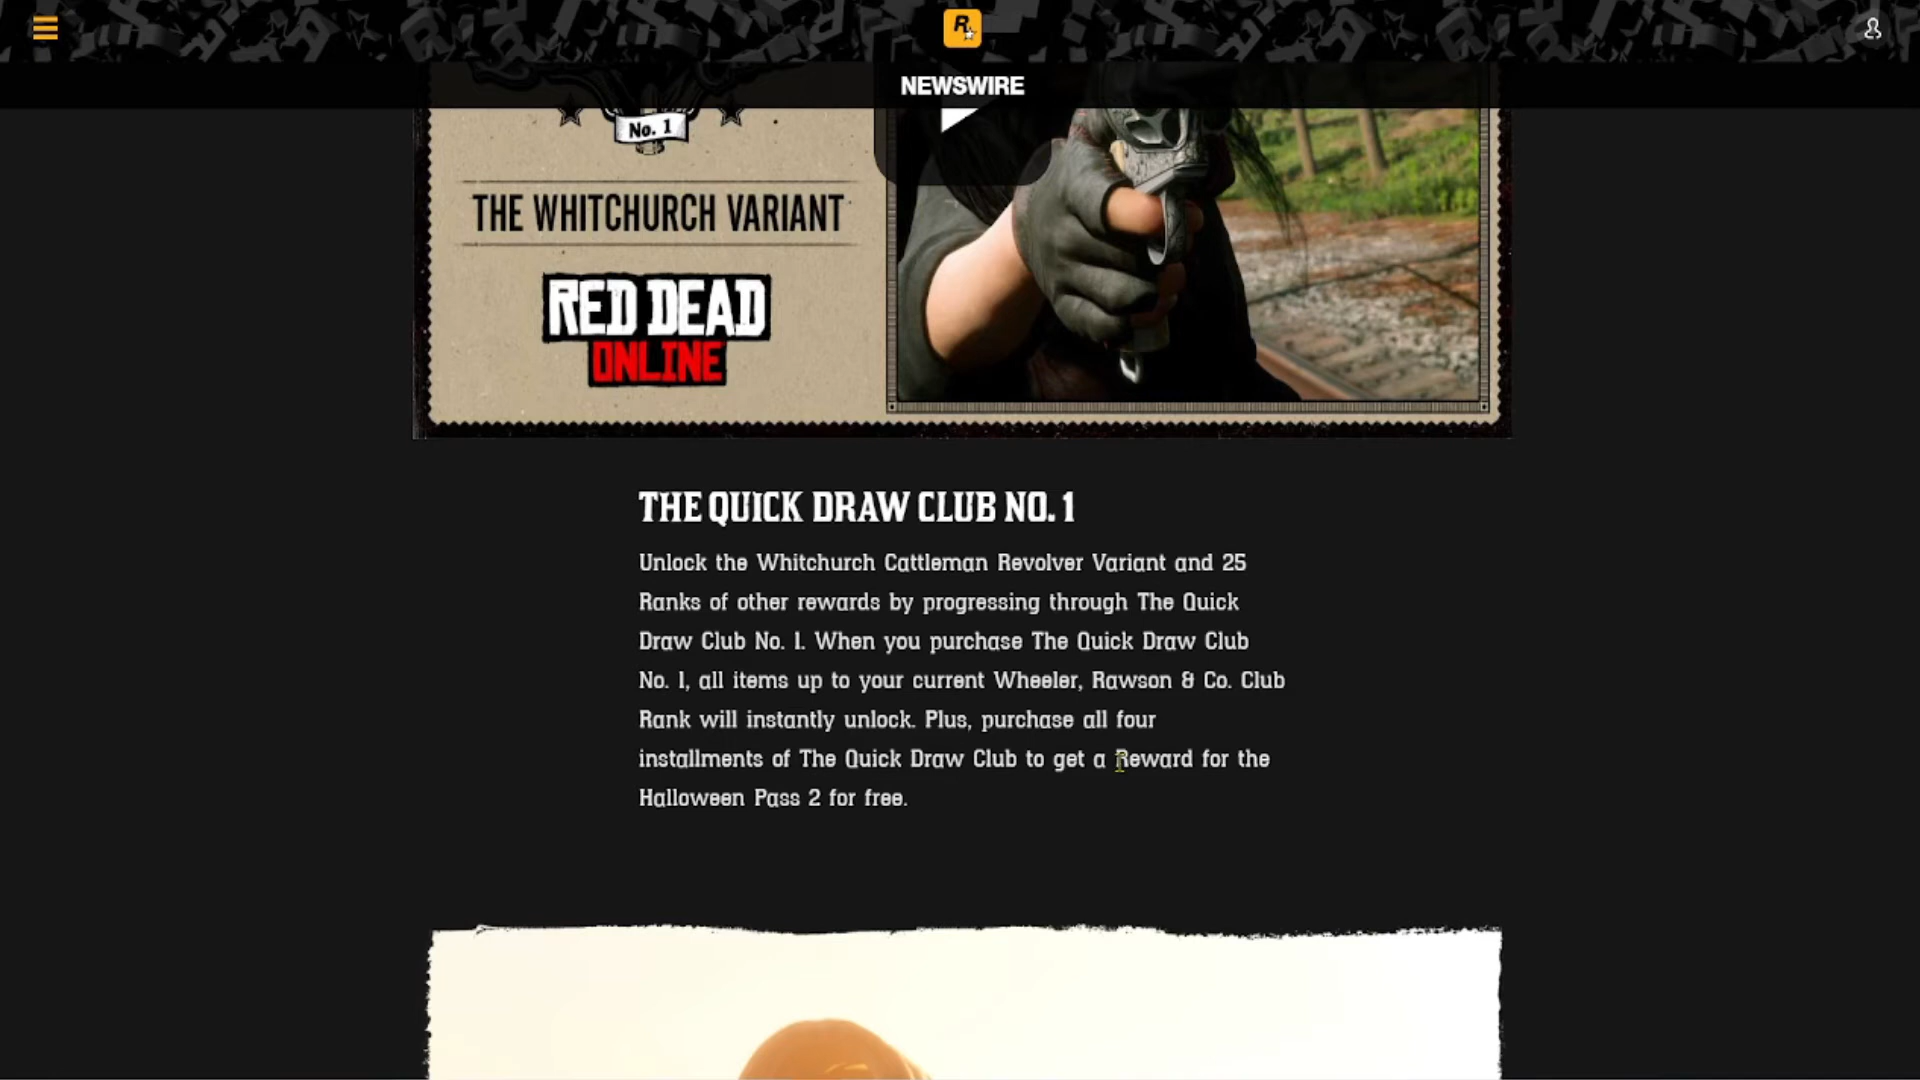 R
NEWSWIRE
No. 1
THE WHITCHURCH VARIANT
RED DEAD
ONLINE
THE QUICK DRAW CLUB NO. 1
Unlock the Whitchurch Cattleman Revolver Variant and 25
Ranks of other rewards by progressing through The Quick
Draw Club No. 1. When you purchase The Quick Draw Club
No. 1, all items up to your current Wheeler, Rawson & Co. Club
Rank will instantly unlock. Plus, purchase all four
installments of The Quick Draw Club to get a Reward for the
Halloween Pass 2 for free.